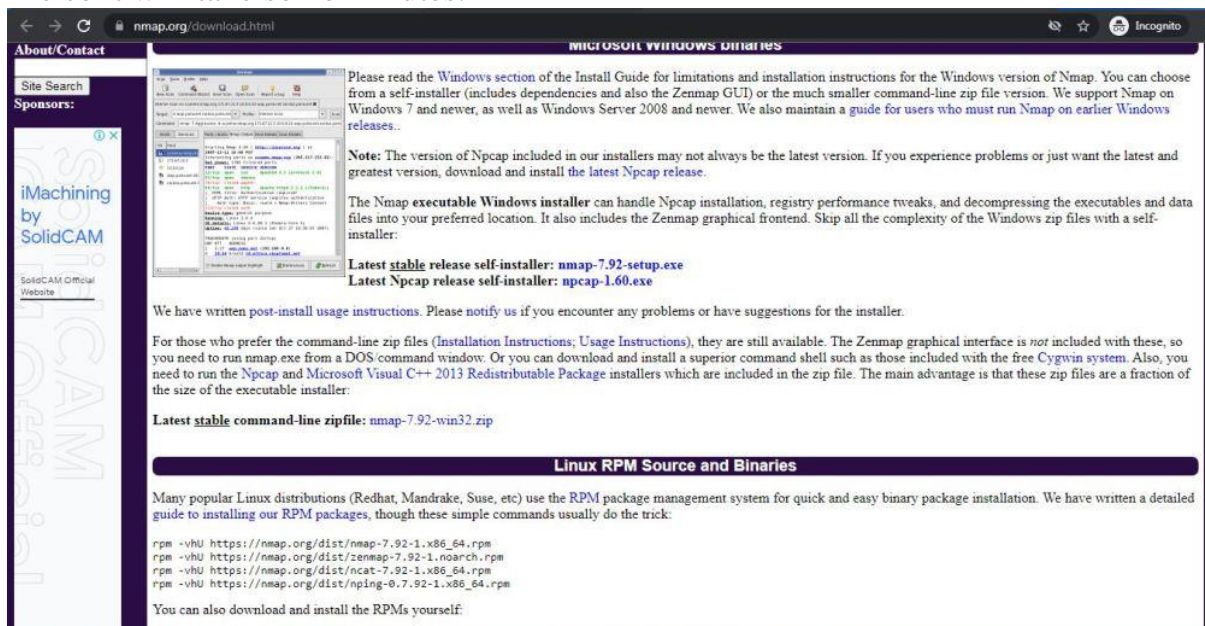 nmap.org/download.html
Incognito
About/Contact
Site Search
Sponsors:
iMachining
by
SolidCAM
SolidCAM Official
Website
Microsoft Windows binaries
Please read the Windows section of the Install Guide for limitations and installation instructions for the Windows version of Nmap. You can choose
from a self-installer (includes dependencies and also the Zenmap GUI) or the much smaller command-line zip file version. We support Nmap on
Windows 7 and newer, as well as Windows Server 2008 and newer. We also maintain a guide for users who must run Nmap on earlier Windows
releases..
Note: The version of Npcap included in our installers may not always be the latest version. If you experience problems or just want the latest and
greatest version, download and install the latest Npcap release.
The Nmap executable Windows installer can handle Npcap installation, registry performance tweaks, and decompressing the executables and data
files into your preferred location. It also includes the Zenmap graphical frontend. Skip all the complexity of the Windows zip files with a self-
installer:
Latest stable release self-installer: nmap-7.92-setup.exe
Latest Npcap release self-installer: npcap-1.60.exe
We have written post-install usage instructions. Please notify us if you encounter any problems or have suggestions for the installer.
For those who prefer the command-line zip files (Installation Instructions; Usage Instructions), they are still available. The Zenmap graphical interface is not included with these, so
you need to run nmap.exe from a DOS/command window. Or you can download and install a superior command shell such as those included with the free Cygwin system. Also, you
need to run the Npcap and Microsoft Visual C++ 2013 Redistributable Package installers which are included in the zip file. The main advantage is that these zip files are a fraction of
the size of the executable installer:
Latest stable command-line zipfile: nmap-7.92-win32.zip
Linux RPM Source and Binaries
Many popular Linux distributions (Redhat, Mandrake, Suse, etc) use the RPM package management system for quick and easy binary package installation. We have written a detailed
guide to installing our RPM packages, though these simple commands usually do the trick:
rpm -vhU https://nmap.org/dist/nmap-7.92-1.x86_64.rpm
rpm -vhU https://nmap.org/dist/zenmap-7.92-1.noarch.rpm
rpm -vhU https://nmap.org/dist/ncat-7.92-1.x86_64.rpm
rpm -vhU https://nmap.org/dist/nping-0.7.92-1.x86_64.rpm
You can also download and install the RPMs yourself: